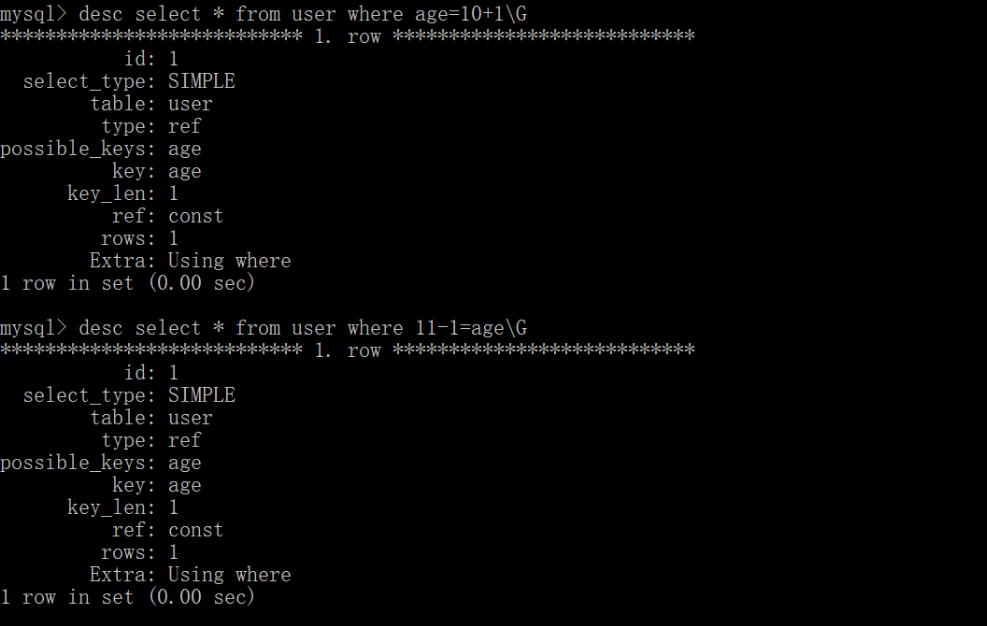 mysql> desc select * from user where age=10+1\G
*************************** 1. row ***************************
           id: 1
  select_type: SIMPLE
        table: user
         type: ref
possible_keys: age
          key: age
      key_len: 1
          ref: const
         rows: 1
        Extra: Using where
1 row in set (0.00 sec)

mysql> desc select * from user where 11-1=age\G
*************************** 1. row ***************************
           id: 1
  select_type: SIMPLE
        table: user
         type: ref
possible_keys: age
          key: age
      key_len: 1
          ref: const
         rows: 1
        Extra: Using where
1 row in set (0.00 sec)